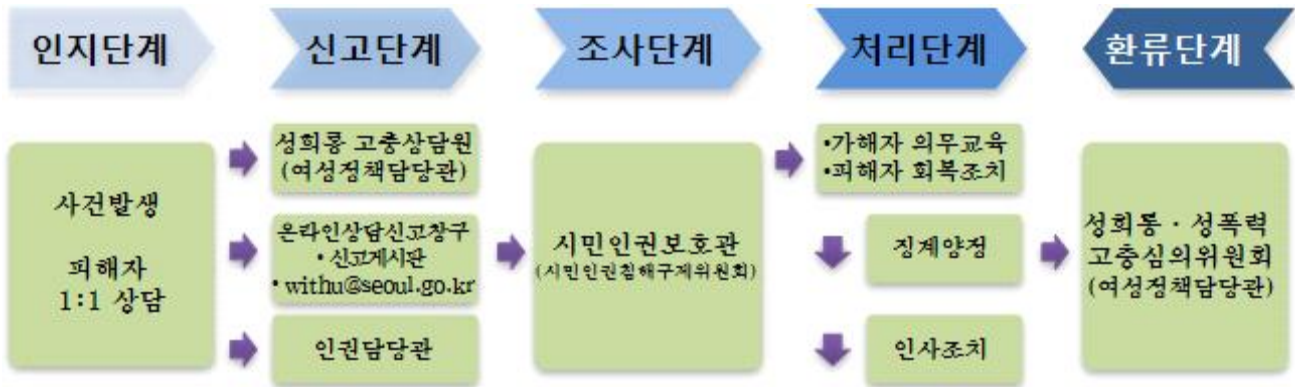 인지단계
신고단계
조사단계
처리단계
환류단계
사건발생
피해자
1:1 상담
성희롱 고충상담원
(여성정책담당관)
온라인상담신고창구
• 신고게시판
• withu@seoul.go.kr
인권담당관
시민인권보호관
(시민인권침해구제위원회)
•가해자 의무교육
•피해자 회복조치
징계양정
인사조치
성희롱 · 성폭력
고충심의위원회
(여성정책담당관)